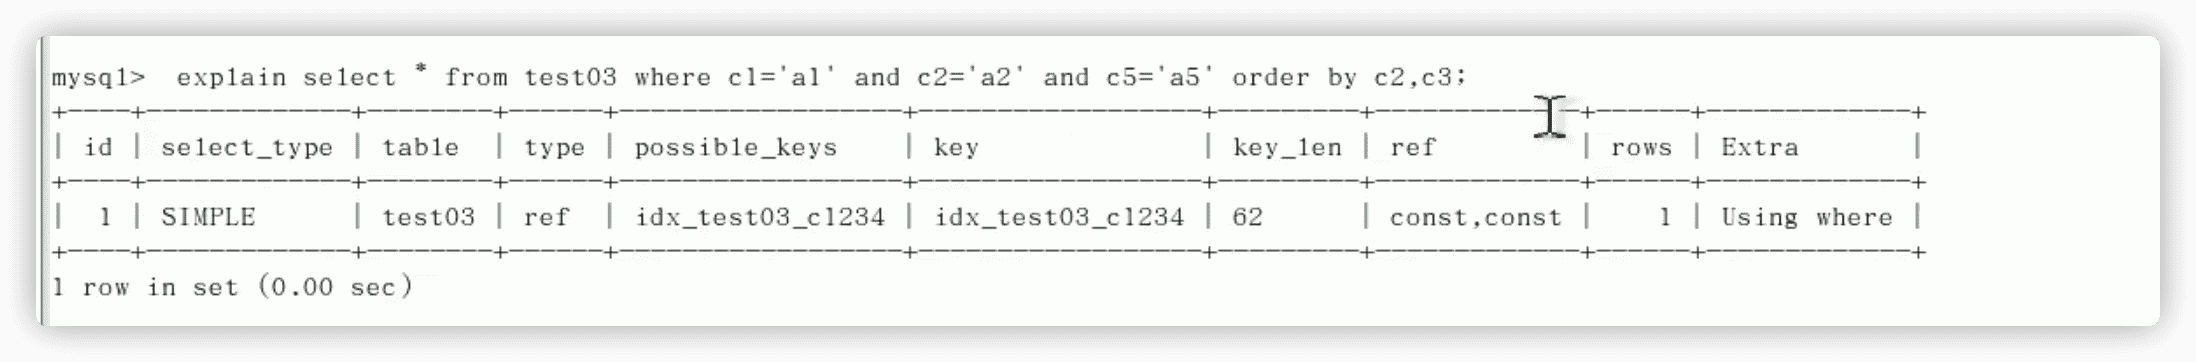 mysql>  explain select * from test03 where c1='a1' and c2='a2' and c5='a5' order by c2,c3;
+----+-------------+--------+------+------------------+------------------+---------+-------------+------+-------------+
| id | select_type | table  | type | possible_keys    | key              | key_len | ref         | rows | Extra       |
+----+-------------+--------+------+------------------+------------------+---------+-------------+------+-------------+
|  1 | SIMPLE      | test03 | ref  | idx_test03_c1234 | idx_test03_c1234 | 62      | const,const |    1 | Using where |
+----+-------------+--------+------+------------------+------------------+---------+-------------+------+-------------+
1 row in set (0.00 sec)